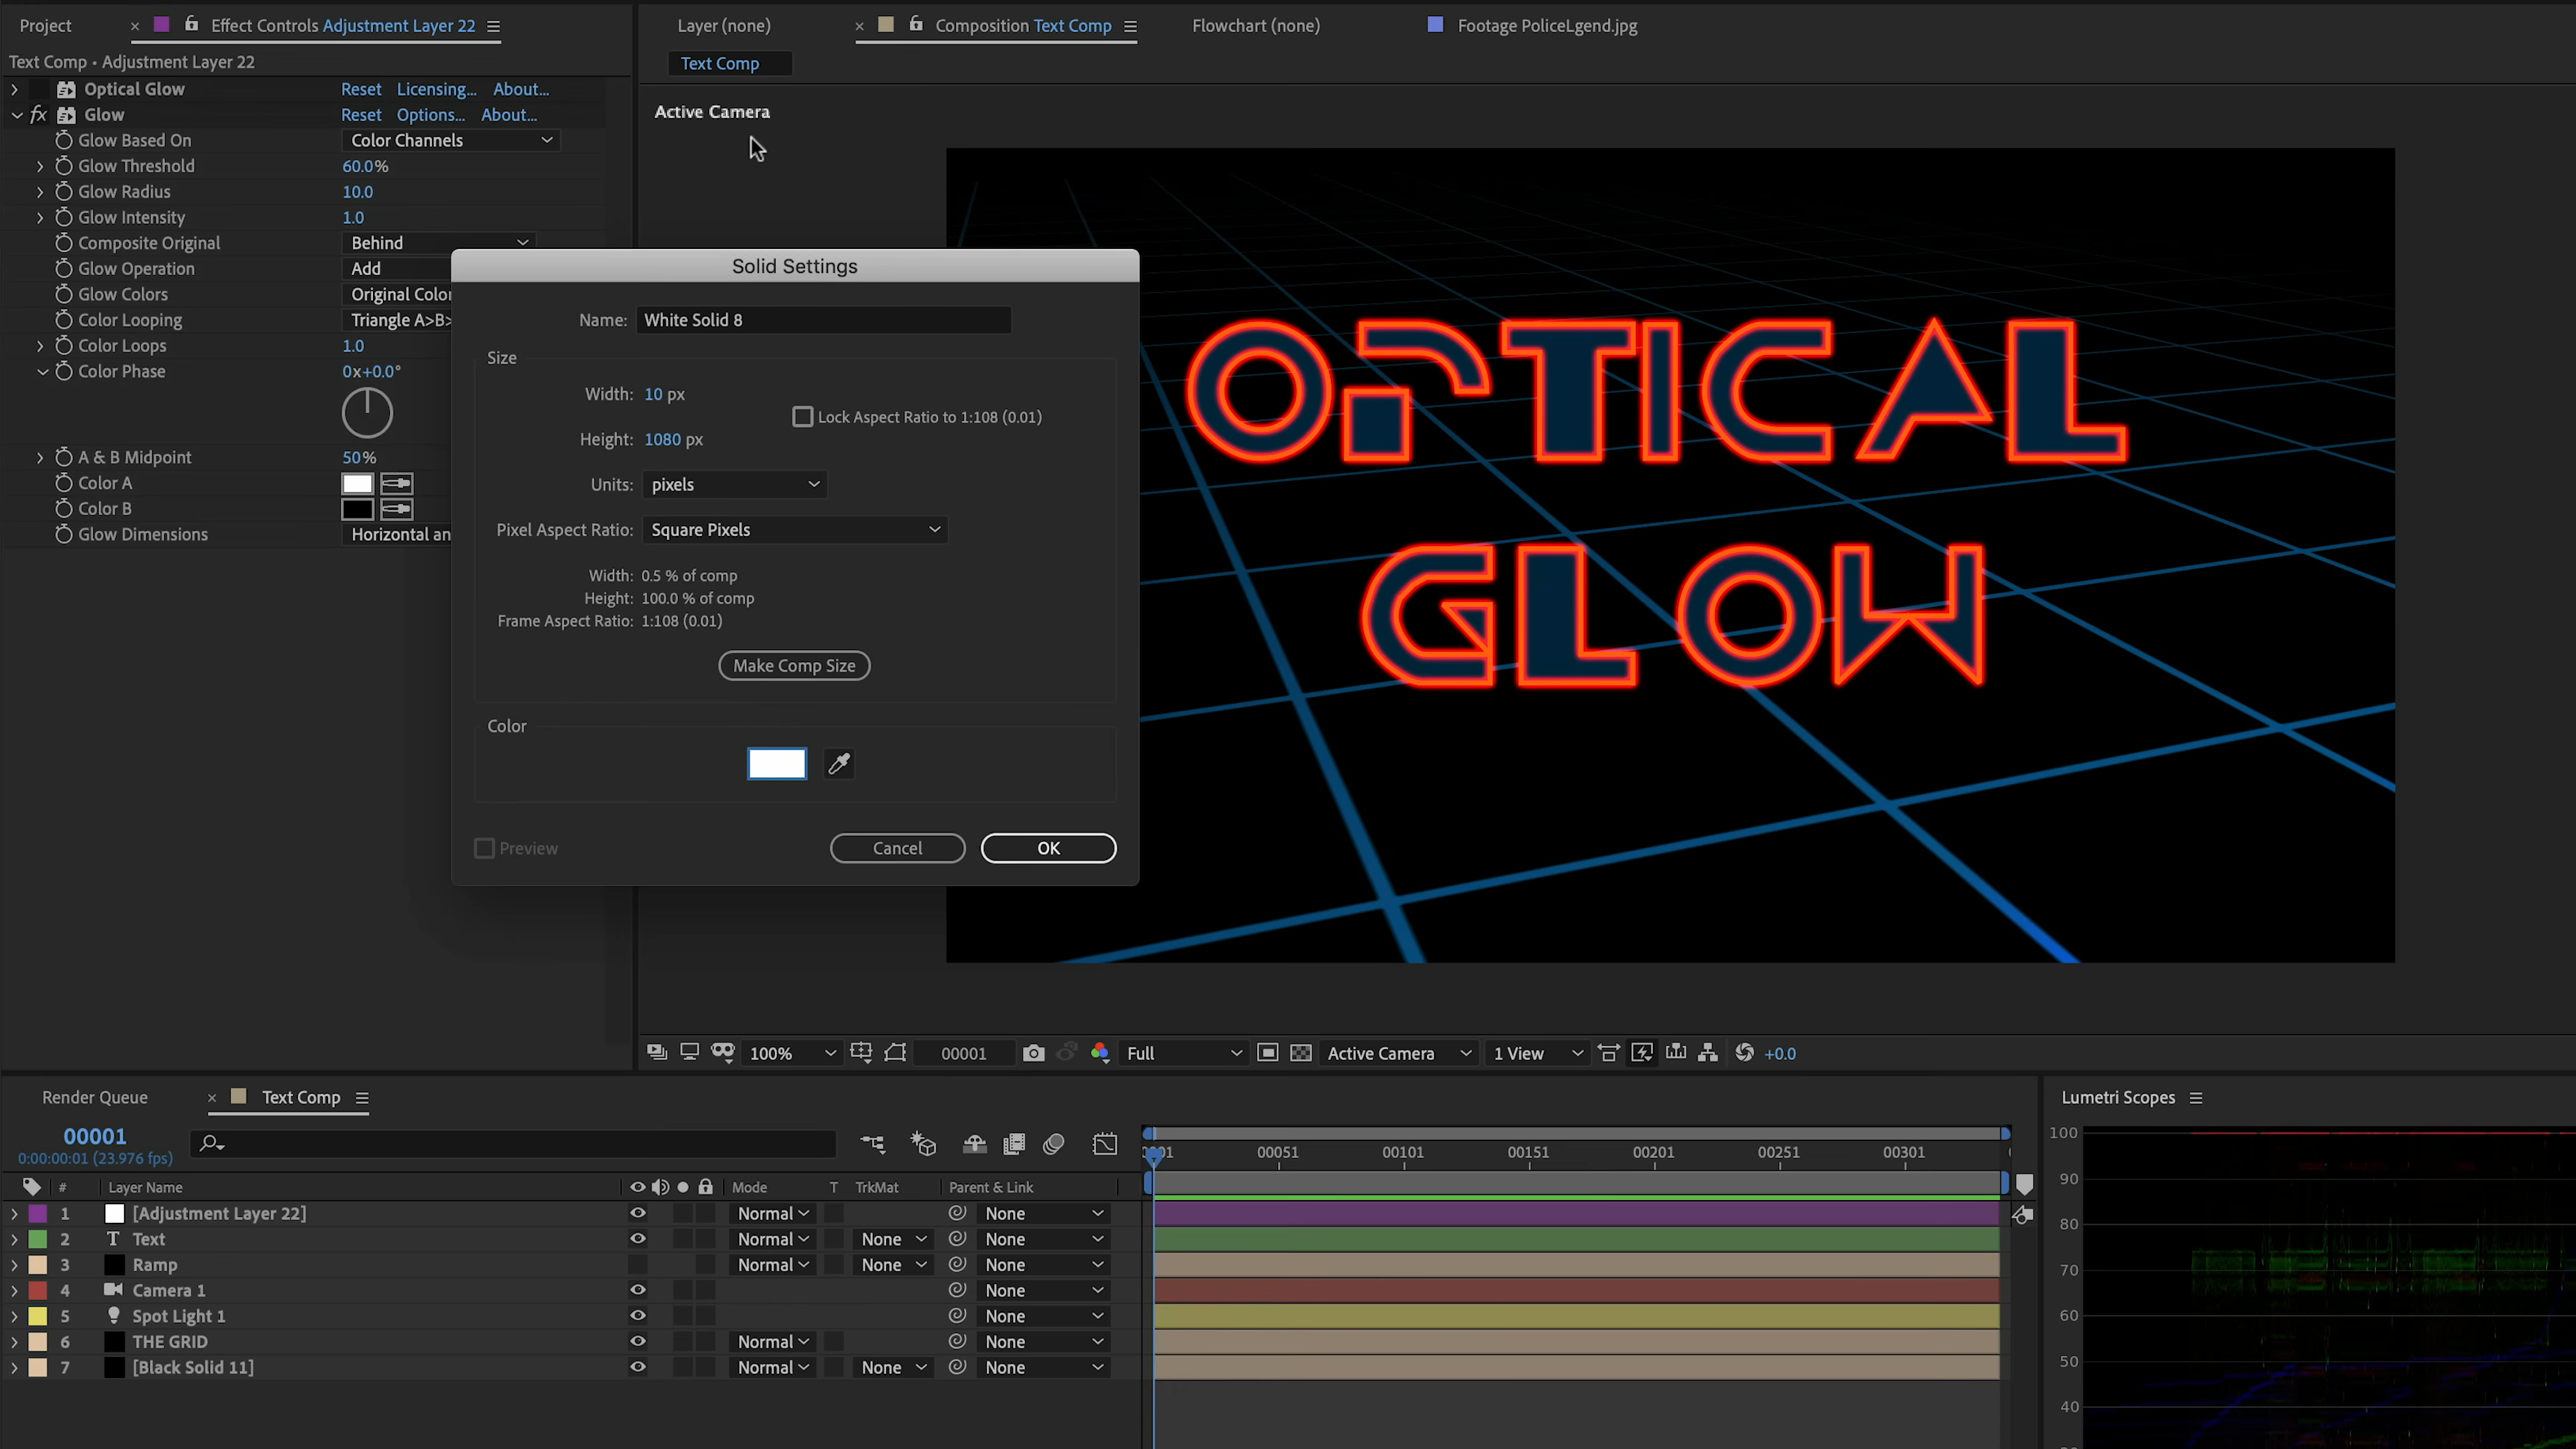 Project
× Effect Controls Adjustment Layer 22
Layer (none)
× Composition Text Comp
Flowchart (none)
Footage PoliceLgend.jpg
Text Comp • Adjustment Layer 22
Text Comp
Optical Glow Reset Licensing... About...
fx Glow Reset Options... About...
Active Camera
Glow Based On Color Channels
Glow Threshold 60.0%
Glow Radius 10.0
Glow Intensity 1.0
Composite Original Behind
Glow Operation Add
Glow Colors Original Color
Color Looping Triangle A>B>
Color Loops 1.0
Color Phase 0x+0.0°
A & B Midpoint 50%
Color A
Color B
Glow Dimensions Horizontal an
Solid Settings
Name: White Solid 8
Size
Width: 10 px
Lock Aspect Ratio to 1:108 (0.01)
Height: 1080 px
Units: pixels
Pixel Aspect Ratio: Square Pixels
Width: 0.5 % of comp
Height: 100.0 % of comp
Frame Aspect Ratio: 1:108 (0.01)
Make Comp Size
Color
Preview
Cancel OK
OPTICAL
GLOW
100% 00001 Full Active Camera 1 View +0.0
Render Queue × Text Comp
Lumetri Scopes
00001
0:00:00:01 (23.976 fps)
00051 00101 00151 00201 00251 00301
# Layer Name Mode T TrkMat Parent & Link
1 [Adjustment Layer 22] Normal None
2 T Text Normal None None
3 Ramp Normal None None
4 Camera 1 None
5 Spot Light 1 None
6 THE GRID Normal None
7 [Black Solid 11] Normal None None
100
90
80
70
60
50
40